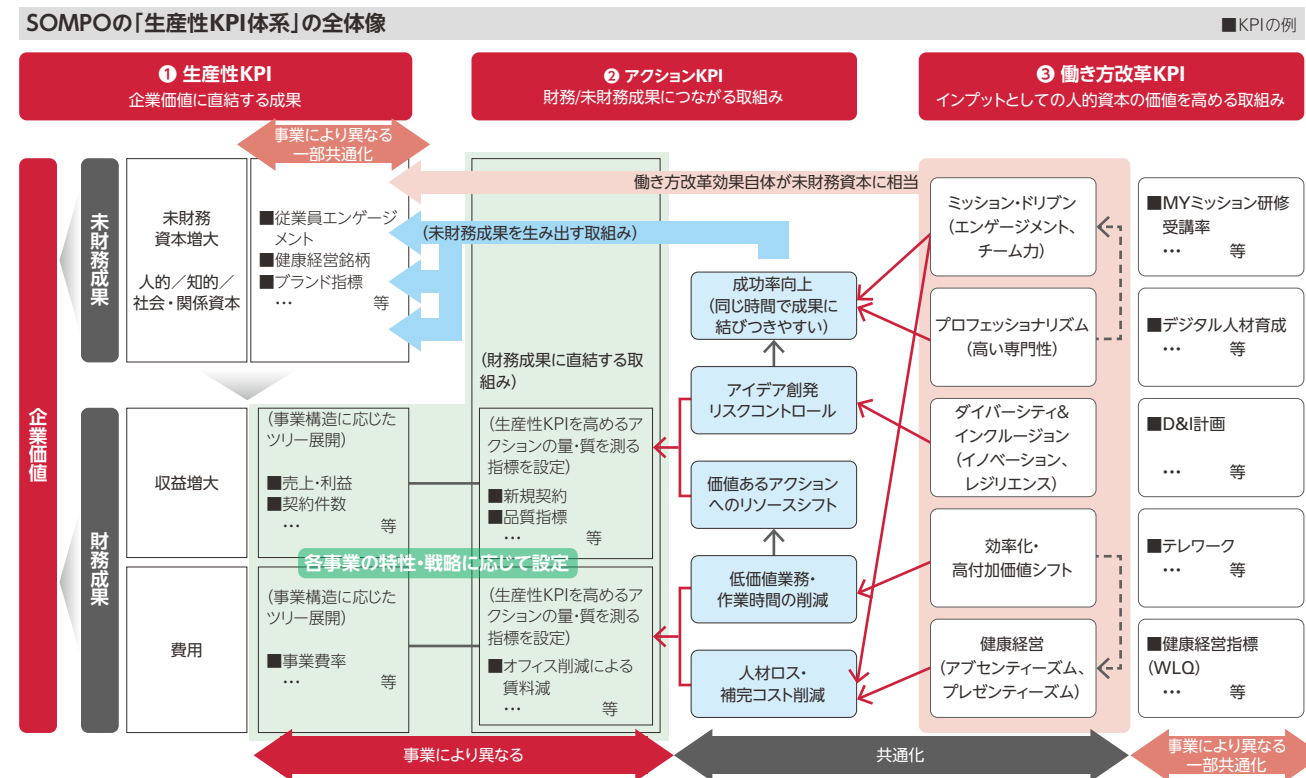 SOMPOの「生産性KPI体系」の全体像
■KPIの例
❶ 生産性KPI
企業価値に直結する成果
❷ アクションKPI
財務/未財務成果につながる取組み
❸ 働き方改革KPI
インプットとしての人的資本の価値を高める取組み
事業により異なる
一部共通化
企業価値
未財務成果
未財務
資本増大
人的／知的／
社会・関係資本
■従業員エンゲージ
メント
■健康経営銘柄
■ブランド指標
… 等
働き方改革効果自体が未財務資本に相当
(未財務成果を生み出す取組み)
(財務成果に直結する取
組み)
財務成果
収益増大
(事業構造に応じた
ツリー展開)
■売上・利益
■契約件数
… 等
(生産性KPIを高めるア
クションの量・質を測る
指標を設定)
■新規契約
■品質指標
… 等
各事業の特性・戦略に応じて設定
費用
(事業構造に応じた
ツリー展開)
■事業費率
… 等
(生産性KPIを高めるア
クションの量・質を測る
指標を設定)
■オフィス削減による
賃料減
… 等
成功率向上
(同じ時間で成果に
結びつきやすい)
アイデア創発
リスクコントロール
価値あるアクション
へのリソースシフト
低価値業務・
作業時間の削減
人材ロス・
補完コスト削減
ミッション・ドリブン
(エンゲージメント、
チーム力)
プロフェッショナリズム
(高い専門性)
ダイバーシティ&
インクルージョン
(イノベーション、
レジリエンス)
効率化・
高付加価値シフト
健康経営
(アブセンティーズム、
プレゼンティーズム)
■MYミッション研修
受講率
… 等
■デジタル人材育成
… 等
■D&I計画
… 等
■テレワーク
… 等
■健康経営指標
(WLQ)
… 等
事業により異なる
共通化
事業により異なる
一部共通化